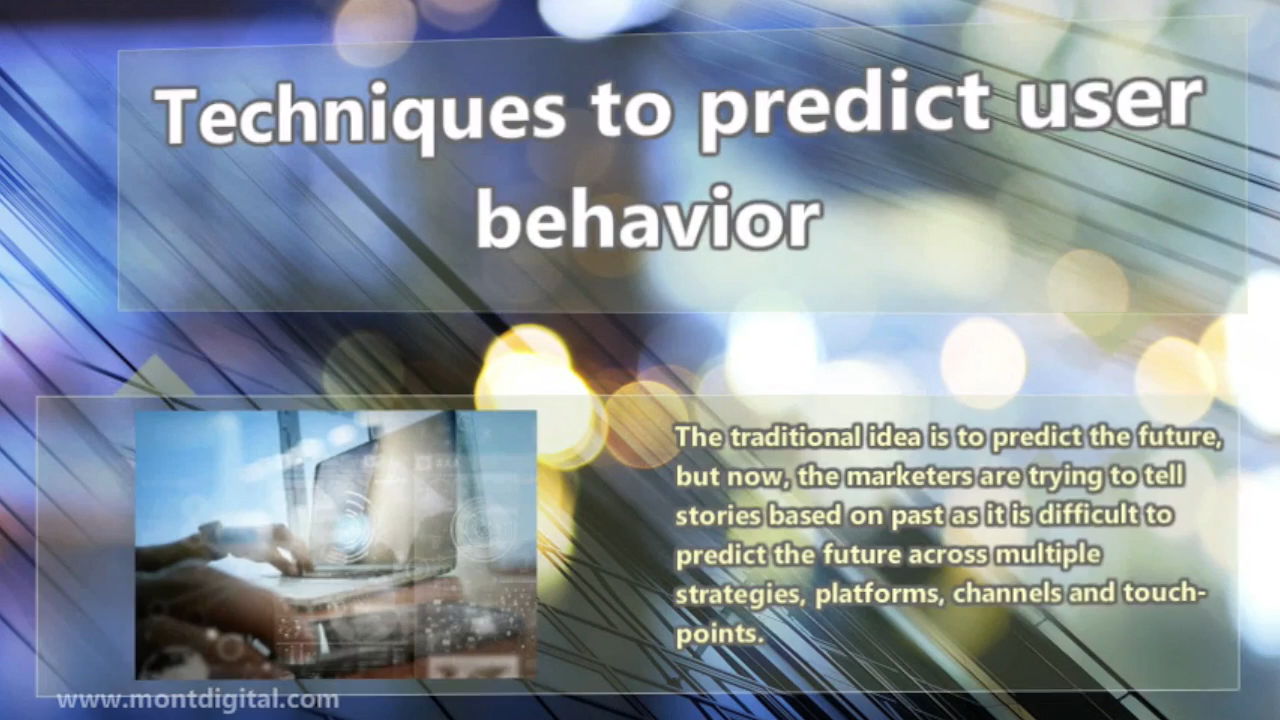 Techniques to predict user
behavior
The traditional idea is to predict the future,
but now, the marketers are trying to tell
stories based on past as it is difficult to
predict the future across multiple
strategies, platforms, channels and touch-
points.
www.montdigital.com